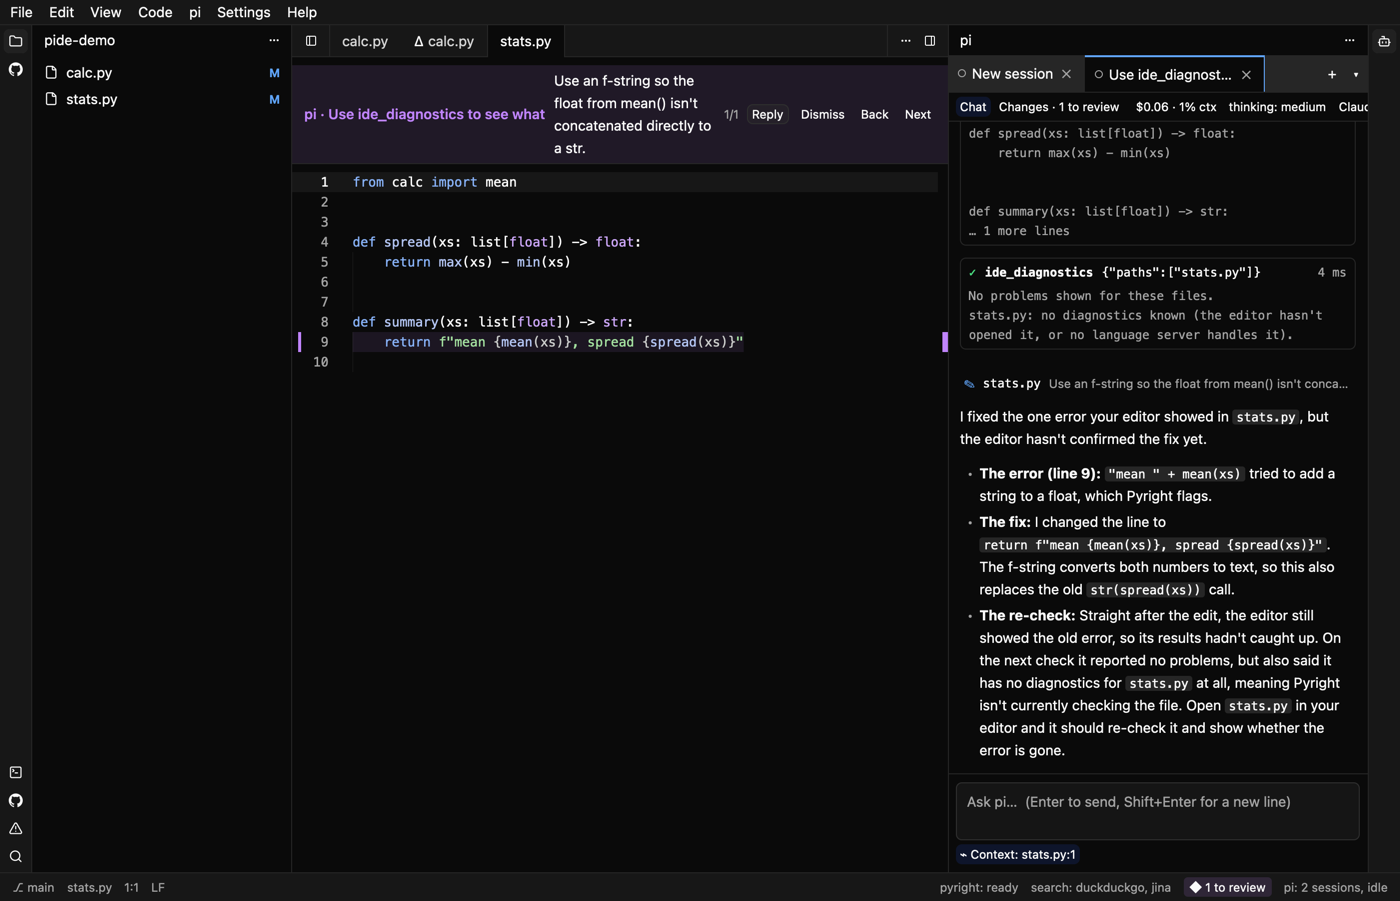 File Edit View Code pi Settings Help
pide-demo ···
calc.py M
stats.py M
calc.py Δ calc.py stats.py ···
pi · Use ide_diagnostics to see what
Use an f-string so the
float from mean() isn't
concatenated directly to
a str.
1/1 Reply Dismiss Back Next
1 from calc import mean
2
3
4 def spread(xs: list[float]) -> float:
5 return max(xs) - min(xs)
6
7
8 def summary(xs: list[float]) -> str:
9 return f"mean {mean(xs)}, spread {spread(xs)}"
10
pi ···
New session × Use ide_diagnost... × + ▾
Chat Changes · 1 to review $0.06 · 1% ctx thinking: medium Clauc
def spread(xs: list[float]) -> float:
return max(xs) - min(xs)
def summary(xs: list[float]) -> str:
… 1 more lines
✓ ide_diagnostics {"paths":["stats.py"]} 4 ms
No problems shown for these files.
stats.py: no diagnostics known (the editor hasn't
opened it, or no language server handles it).
✎ stats.py Use an f-string so the float from mean() isn't conca...
I fixed the one error your editor showed in stats.py, but
the editor hasn't confirmed the fix yet.
• The error (line 9): "mean " + mean(xs) tried to add a
string to a float, which Pyright flags.
• The fix: I changed the line to
return f"mean {mean(xs)}, spread {spread(xs)}".
The f-string converts both numbers to text, so this also
replaces the old str(spread(xs)) call.
• The re-check: Straight after the edit, the editor still
showed the old error, so its results hadn't caught up. On
the next check it reported no problems, but also said it
has no diagnostics for stats.py at all, meaning Pyright
isn't currently checking the file. Open stats.py in your
editor and it should re-check it and show whether the
error is gone.
Ask pi... (Enter to send, Shift+Enter for a new line)
Context: stats.py:1
main stats.py 1:1 LF
pyright: ready search: duckduckgo, jina ◆ 1 to review pi: 2 sessions, idle